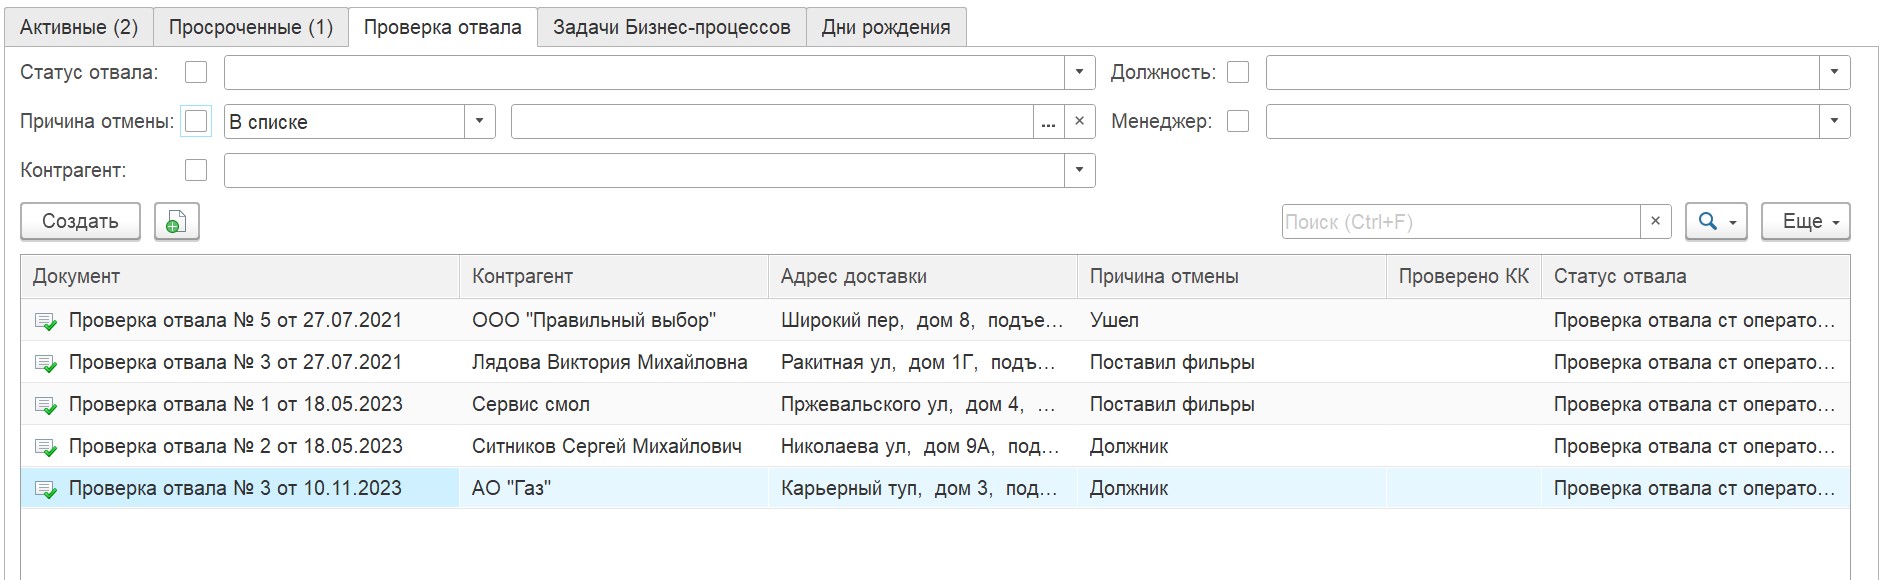 Активные (2) Просроченные (1) Проверка отвала Задачи Бизнес-процессов Дни рождения
Статус отвала: Должность:
Причина отмены: В списке ... × Менеджер:
Контрагент:
Создать Поиск (Ctrl+F) × Еще
Документ Контрагент Адрес доставки Причина отмены Проверено КК Статус отвала
Проверка отвала № 5 от 27.07.2021 ООО "Правильный выбор" Широкий пер, дом 8, подъе... Ушел Проверка отвала ст операто...
Проверка отвала № 3 от 27.07.2021 Лядова Виктория Михайловна Ракитная ул, дом 1Г, подъ... Поставил фильры Проверка отвала ст операто...
Проверка отвала № 1 от 18.05.2023 Сервис смол Пржевальского ул, дом 4, ... Поставил фильры Проверка отвала ст операто...
Проверка отвала № 2 от 18.05.2023 Ситников Сергей Михайлович Николаева ул, дом 9А, под... Должник Проверка отвала ст операто...
Проверка отвала № 3 от 10.11.2023 АО "Газ" Карьерный туп, дом 3, под... Должник Проверка отвала ст операто...